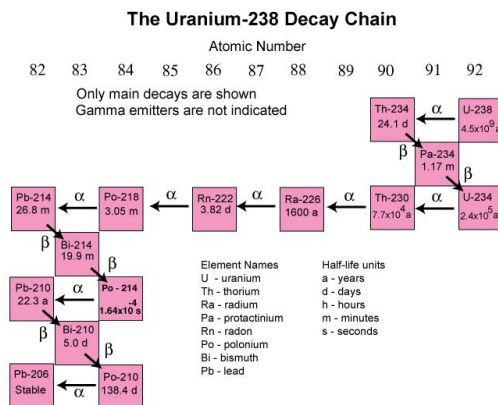 The Uranium-238 Decay Chain
Atomic Number
82 83 84 85 86 87 88 89 90 91 92
Only main decays are shown
Gamma emitters are not indicated
Th-234
24.1 d
α
U-238
4.5x10⁹a
β
Pa-234
1.17 m
β
Pb-214
26.8 m
α
Po-218
3.05 m
α
Rn-222
3.82 d
α
Ra-226
1600 a
α
Th-230
7.7x10⁴a
α
U-234
2.4x10⁵a
β
Bi-214
19.9 m
β
Pb-210
22.3 a
α
Po - 214
-4
1.64x10 s
β
Bi-210
5.0 d
β
Pb-206
Stable
α
Po-210
138.4 d
Element Names
U - uranium
Th - thorium
Ra - radium
Pa - protactinium
Rn - radon
Po - polonium
Bi - bismuth
Pb - lead
Half-life units
a - years
d - days
h - hours
m - minutes
s - seconds